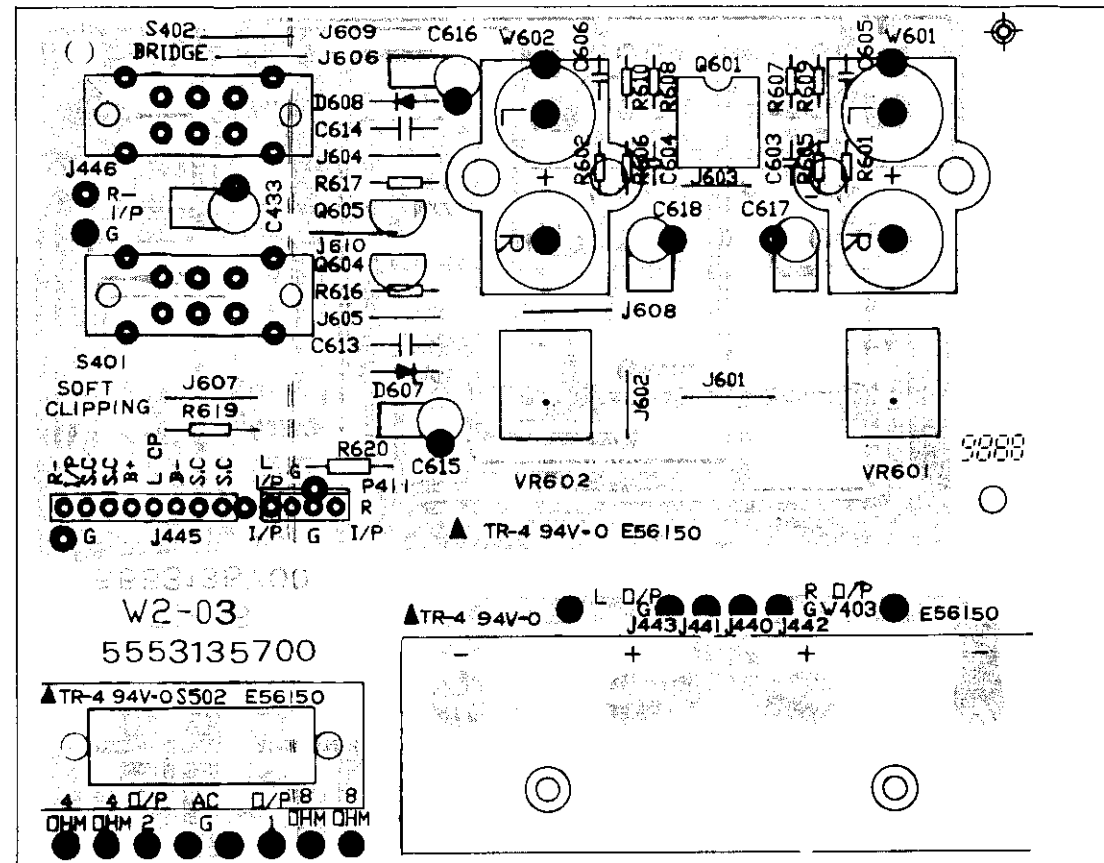 S402
BRIDGE
( )
J609
J606
C616
W602
C606
R610
R608
Q601
R607
R609
C605
W601
D608
C614
J604
R617
Q605
J610
Q604
R616
J605
C613
D607
L
+
R
R602
R606
C604
J603
C603
R605
R601
L
+
R
J446
R-
I/P
G
C433
C618
C617
J608
S401
SOFT
CLIPPING
J607
R619
J602
J601
R620
C615
VR602
VR601
R-
I/P
S.C
S.C
B+
L CP
B-
S.C
S.C
L
I/P
G
P411
R
G
J445
I/P
G
I/P
▲ TR-4 94V-0 E56150
W2-03
5553135700
▲TR-4 94V-0
L O/P
G
J443
J441
J440
J442
R O/P
G
W403
E56150
- + + -
▲TR-4 94V-0 S502 E56150
4 4 O/P AC O/P 8 8
OHM OHM 2 G 1 OHM OHM